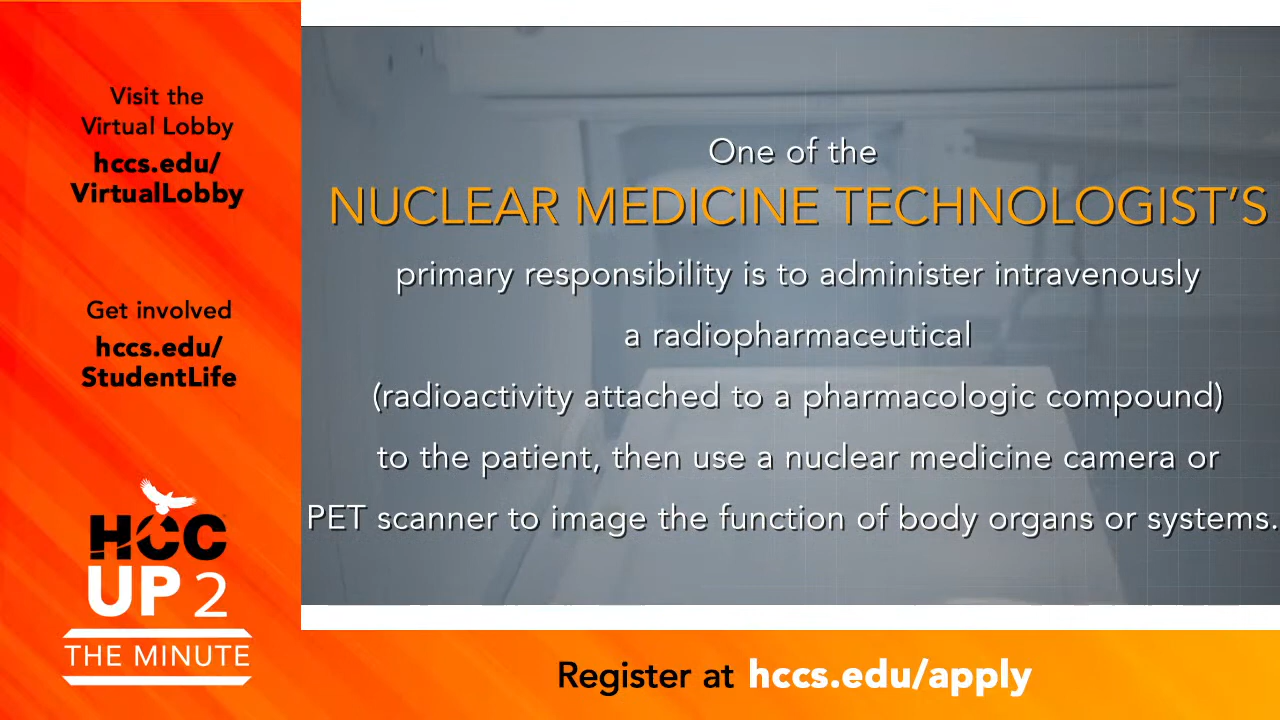 Visit the
Virtual Lobby
hccs.edu/
VirtualLobby
Get involved
hccs.edu/
StudentLife
HCC
UP 2
THE MINUTE
One of the
NUCLEAR MEDICINE TECHNOLOGIST’S
primary responsibility is to administer intravenously
a radiopharmaceutical
(radioactivity attached to a pharmacologic compound)
to the patient, then use a nuclear medicine camera or
PET scanner to image the function of body organs or systems.
Register at hccs.edu/apply